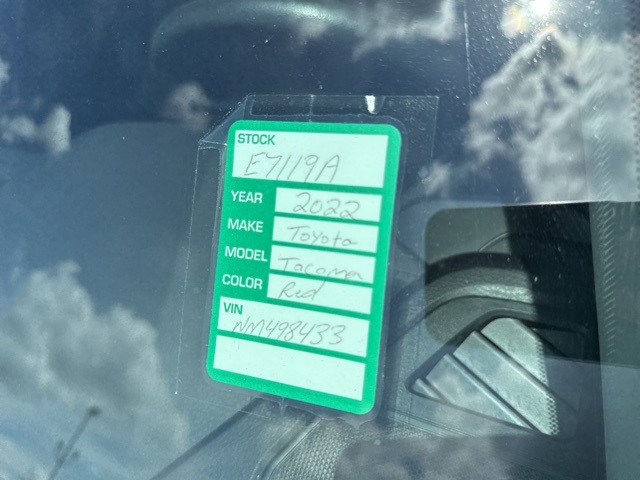 STOCK
E7119A
YEAR 2022
MAKE Toyota
MODEL Tacoma
COLOR Red
VIN
NM498433